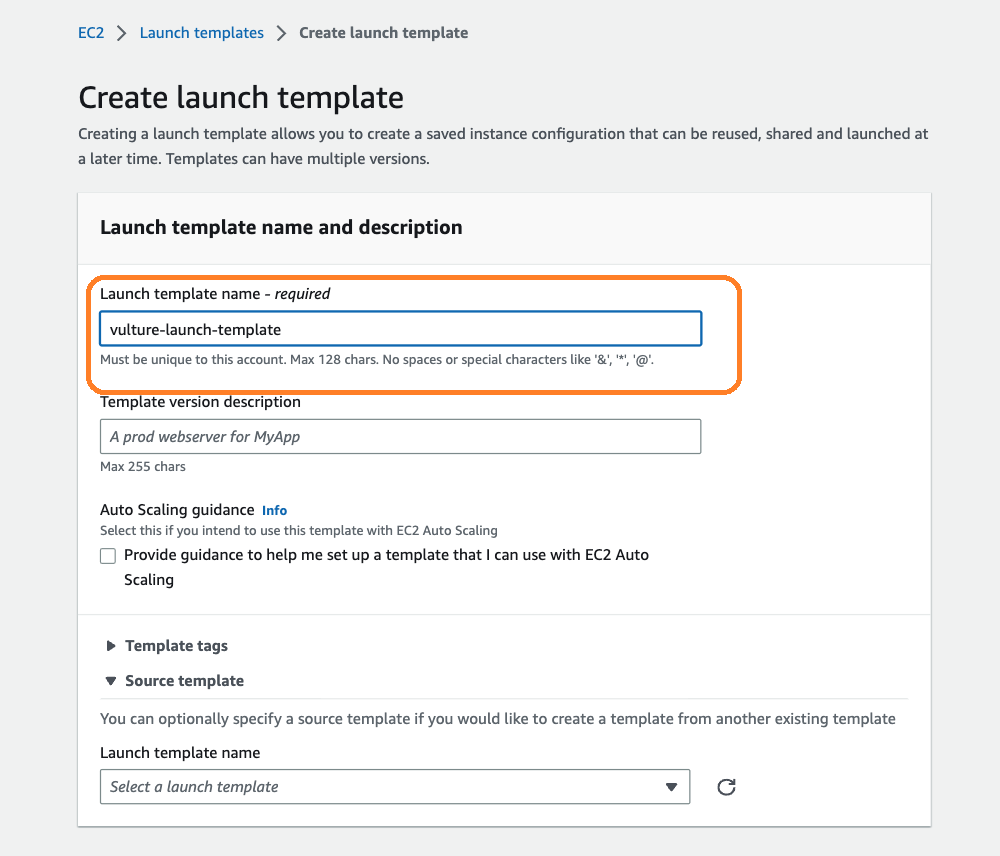 EC2 > Launch templates > Create launch template
Create launch template
Creating a launch template allows you to create a saved instance configuration that can be reused, shared and launched at
a later time. Templates can have multiple versions.
Launch template name and description
Launch template name - required
vulture-launch-template
Must be unique to this account. Max 128 chars. No spaces or special characters like '&', '*', '@'.
Template version description
A prod webserver for MyApp
Max 255 chars
Auto Scaling guidance Info
Select this if you intend to use this template with EC2 Auto Scaling
Provide guidance to help me set up a template that I can use with EC2 Auto
Scaling
Template tags
Source template
You can optionally specify a source template if you would like to create a template from another existing template
Launch template name
Select a launch template